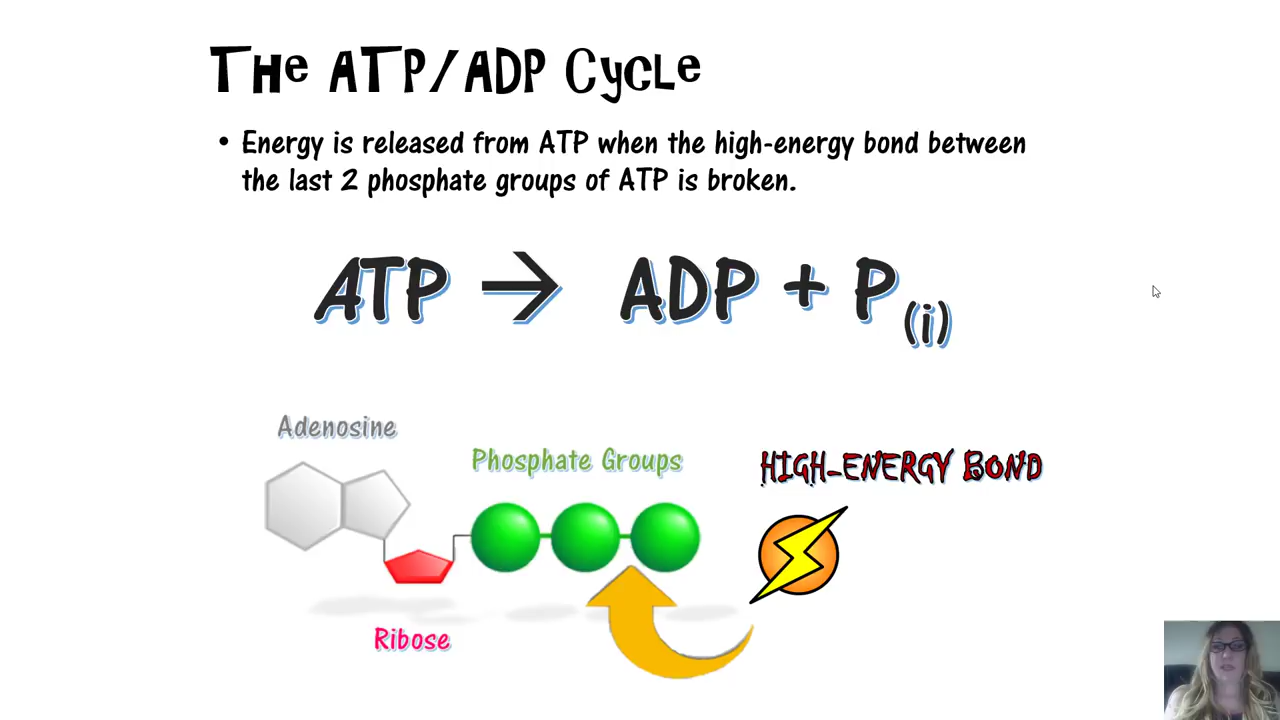 The ATP/ADP Cycle
• Energy is released from ATP when the high-energy bond between
the last 2 phosphate groups of ATP is broken.
ATP → ADP + P(i)
Adenosine
Phosphate Groups
HIGH-ENERGY BOND
Ribose